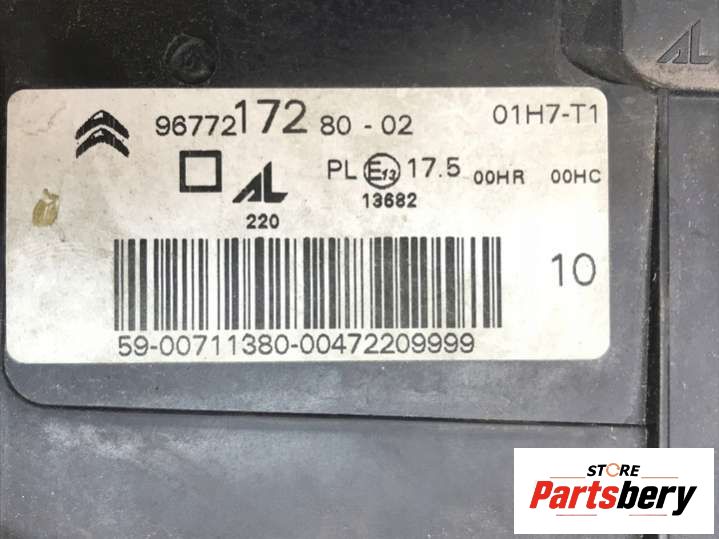 AL
9677217280-02
01H7-T1
AL
220
PL E13 17.5
13682
00HR 00HC
10
59-00711380-00472209999
STORE
Partsbery